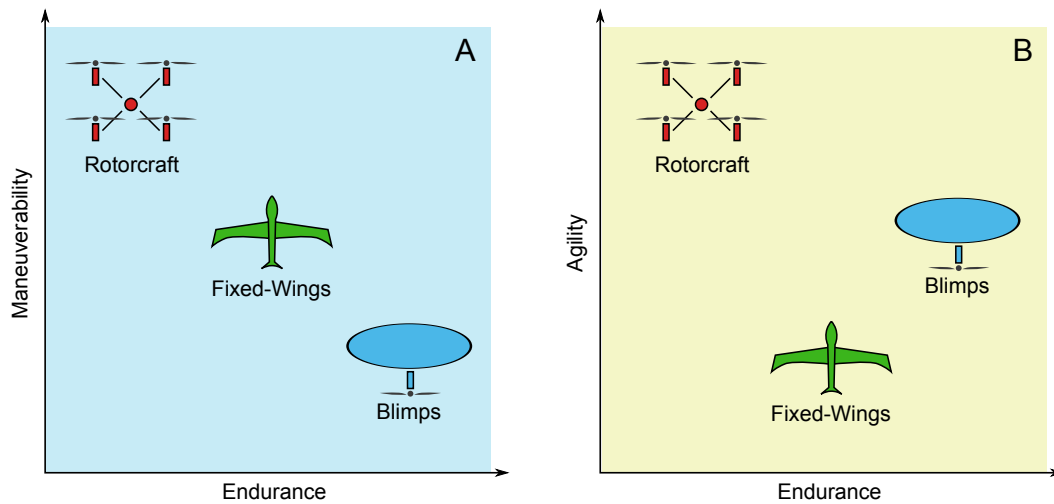 A
Rotorcraft
Maneuverability
Fixed-Wings
Blimps
Endurance
B
Rotorcraft
Agility
Blimps
Fixed-Wings
Endurance